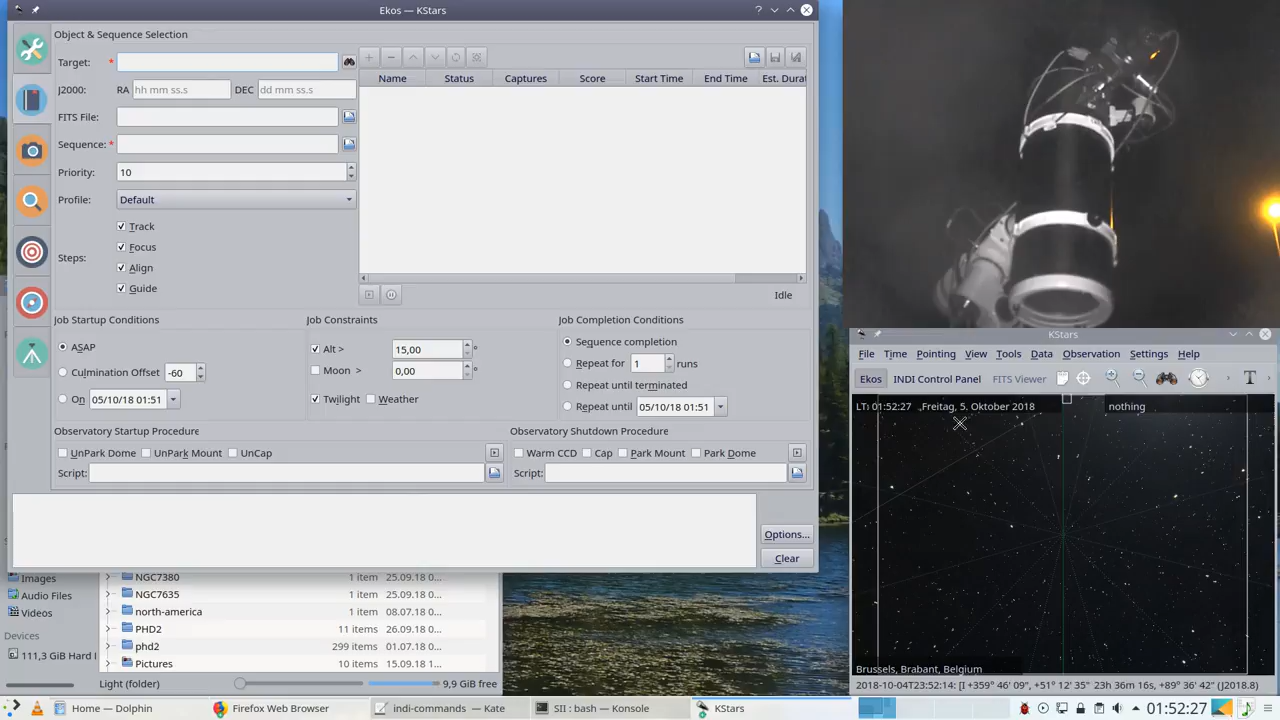 Ekos — KStars
Object & Sequence Selection
Target: *
J2000: RA hh mm ss.s DEC dd mm ss.s
FITS File:
Sequence: *
Priority: 10
Profile: Default
Steps:
Track
Focus
Align
Guide
Name Status Captures Score Start Time End Time Est. Durat
Idle
Job Startup Conditions
ASAP
Culmination Offset -60
On 05/10/18 01:51
Job Constraints
Alt > 15,00 °
Moon > 0,00 °
Twilight Weather
Job Completion Conditions
Sequence completion
Repeat for 1 runs
Repeat until terminated
Repeat until 05/10/18 01:51
Observatory Startup Procedure
UnPark Dome UnPark Mount UnCap
Script:
Observatory Shutdown Procedure
Warm CCD Cap Park Mount Park Dome
Script:
Options...
Clear
Images
Audio Files
Videos
Devices
111,3 GiB Hard
NGC7380 1 item 25.09.18 0...
NGC7635 1 item 25.09.18 0...
north-america 1 item 08.07.18 0...
PHD2 11 items 26.09.18 0...
phd2 299 items 01.07.18 0...
Pictures 10 items 15.09.18 1...
Light (folder) 9,9 GiB free
KStars
File Time Pointing View Tools Data Observation Settings Help
Ekos INDI Control Panel FITS Viewer
LT: 01:52:27 Freitag, 5. Oktober 2018
nothing
Brussels, Brabant, Belgium
2018-10-04T23:52:14: [I +359° 46' 09", +51° 12' 35" 23h 36m 16s, +89° 36' 42" (J2018.8)
Home — Dolphin
Firefox Web Browser
indi-commands — Kate
SII : bash — Konsole
KStars
01:52:27